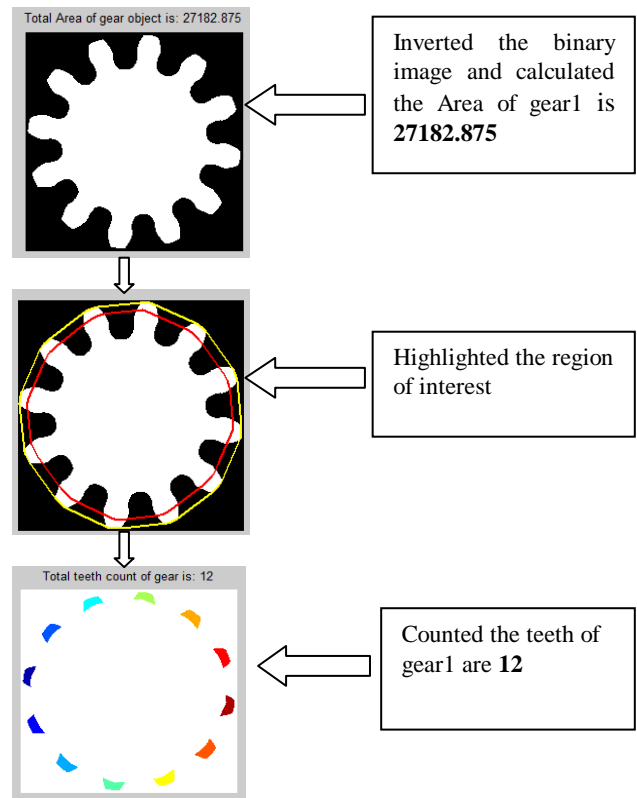 Total Area of gear object is: 27182.875
Inverted the binary
image and calculated
the Area of gear1 is
27182.875
Highlighted the region
of interest
Total teeth count of gear is: 12
Counted the teeth of
gear1 are 12